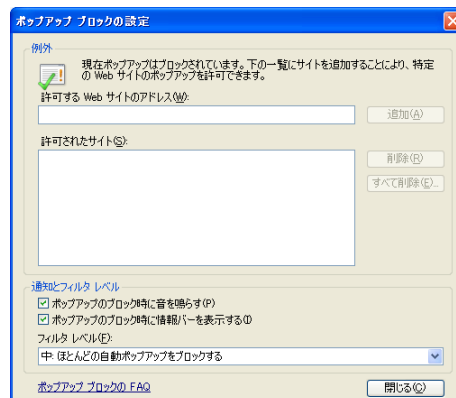 ポップアップ ブロックの設定
例外
現在ポップアップはブロックされています。下の一覧にサイトを追加することにより、特定
の Web サイトのポップアップを許可できます。
許可する Web サイトのアドレス(W):
追加(A)
許可されたサイト(S):
削除(R)
すべて削除(E)...
通知とフィルタ レベル
ポップアップのブロック時に音を鳴らす(P)
ポップアップのブロック時に情報バーを表示する(I)
フィルタ レベル(F):
中: ほとんどの自動ポップアップをブロックする
ポップアップ ブロックの FAQ
閉じる(C)